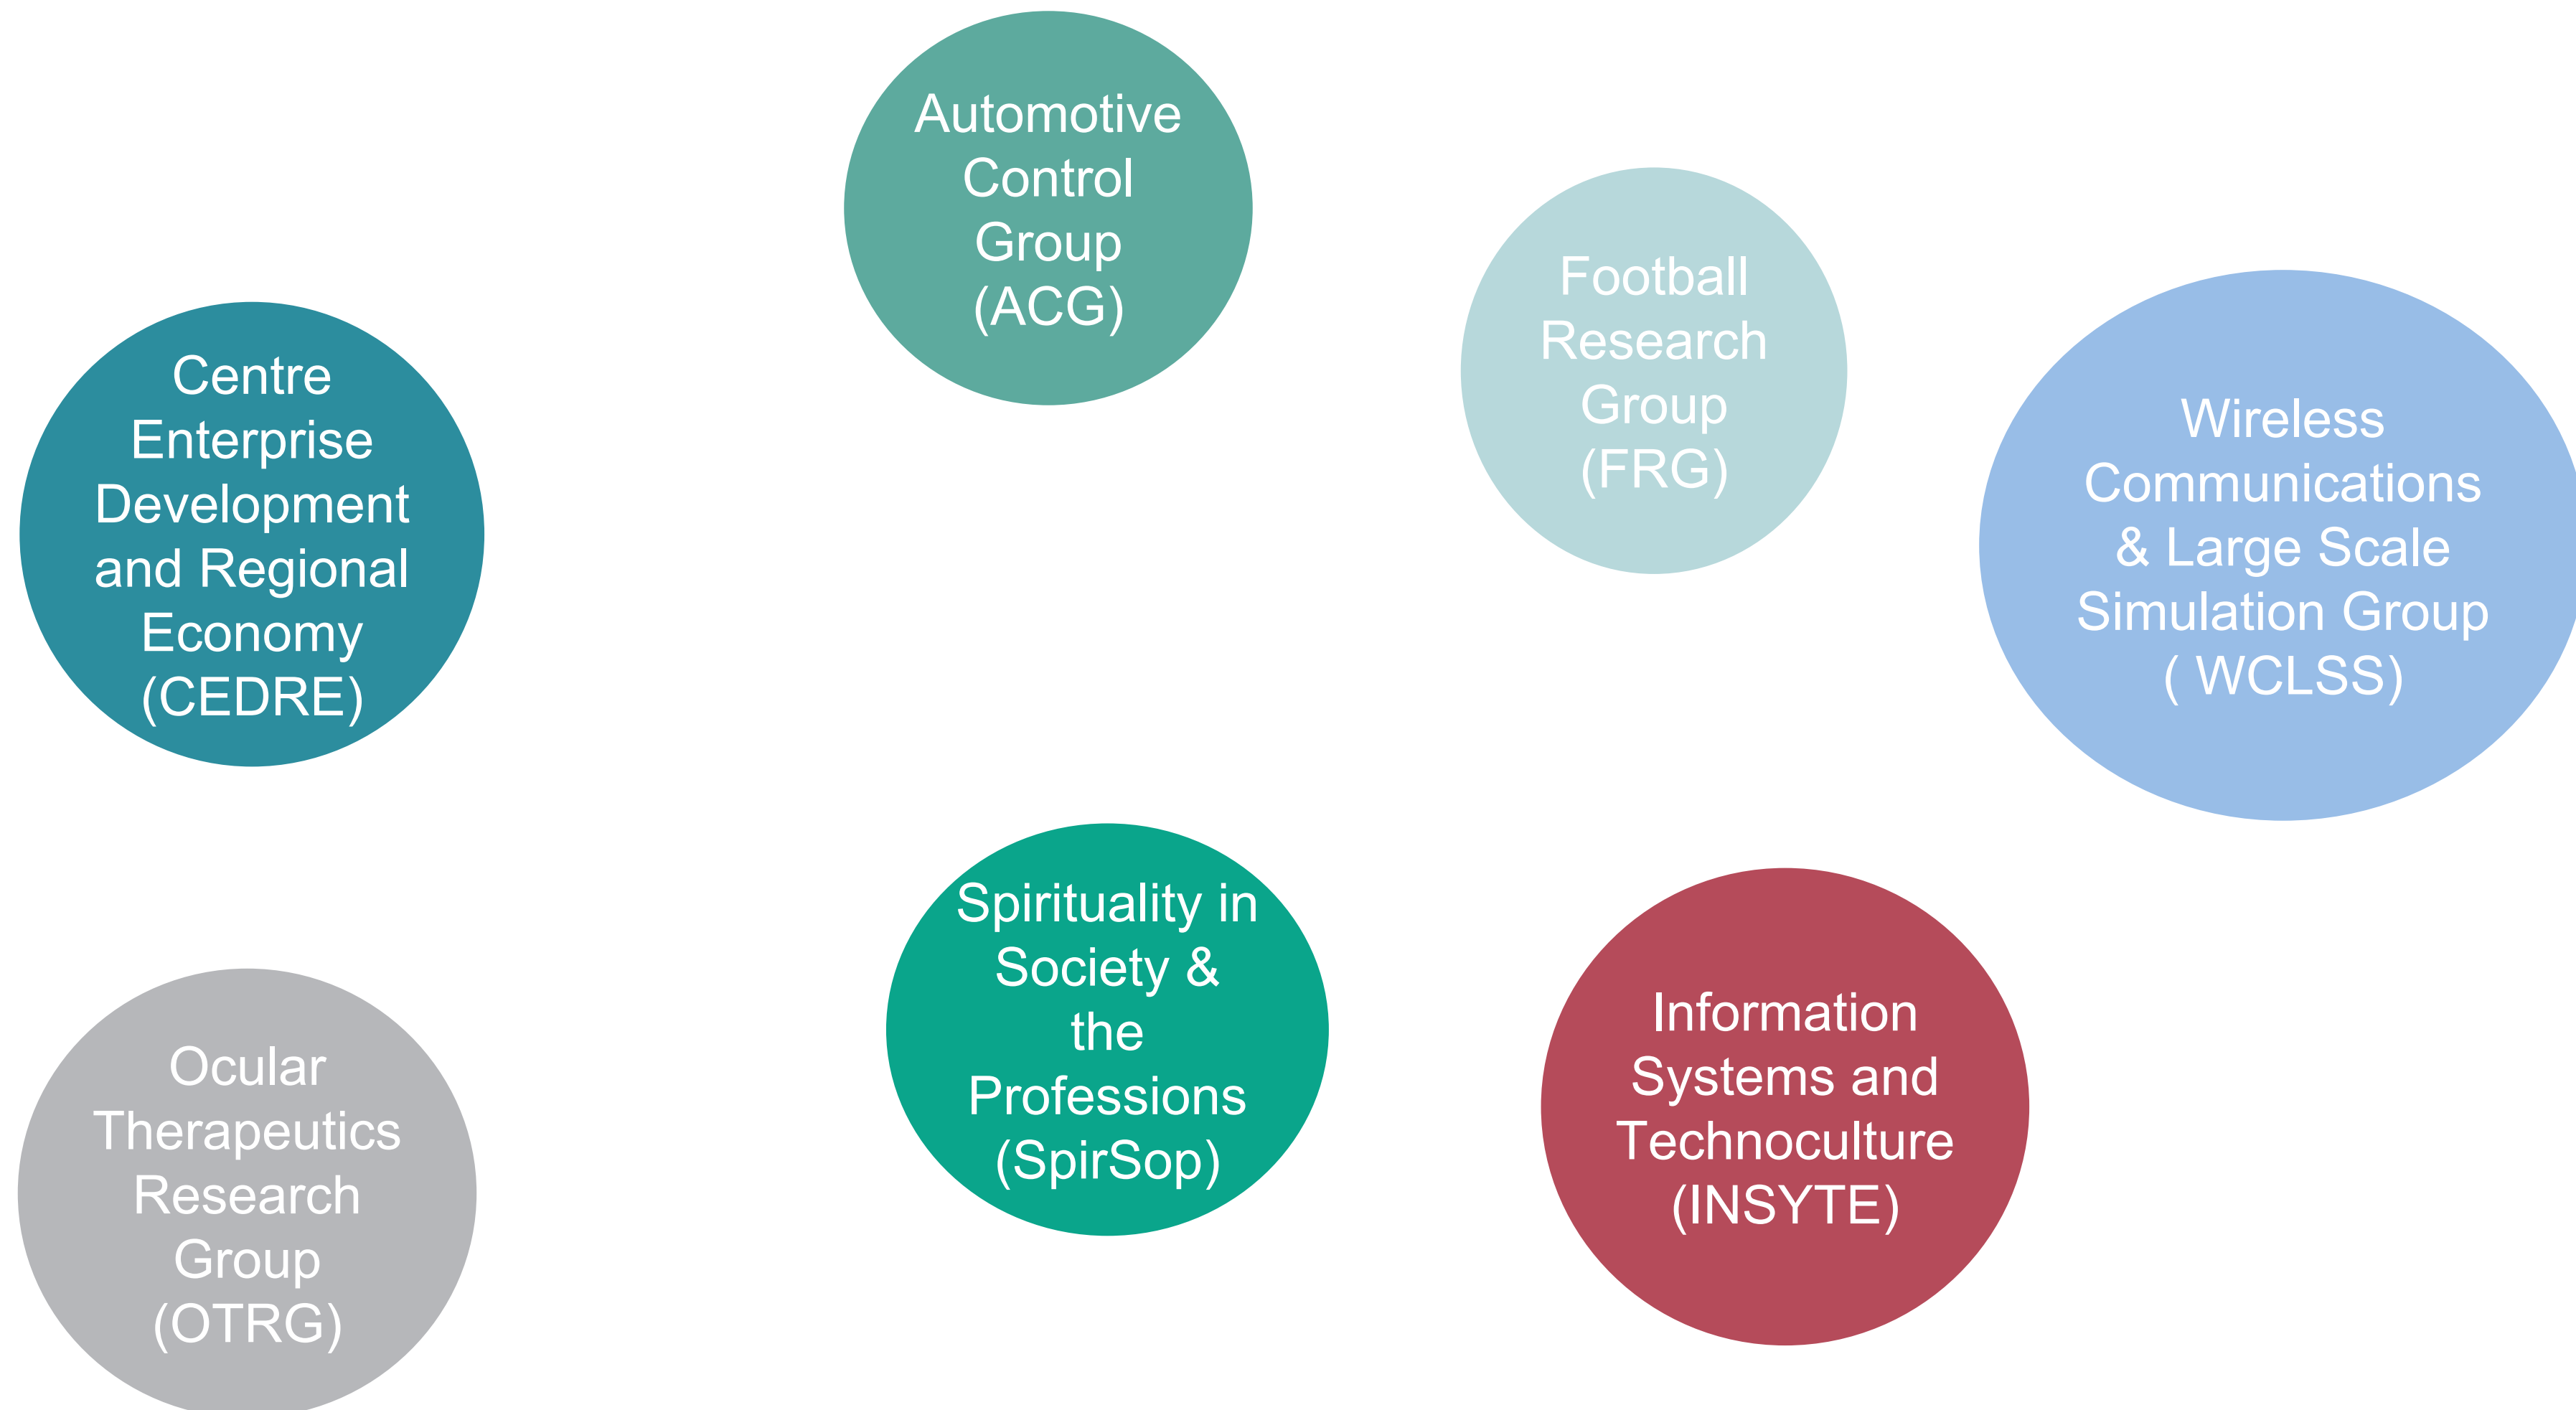 Automotive
Control
Group
(ACG)
Football
Research
Group
(FRG)
Centre
Enterprise
Development
and Regional
Economy
(CEDRE)
Wireless
Communications
& Large Scale
Simulation Group
( WCLSS)
Spirituality in
Society &
the
Professions
(SpirSop)
Information
Systems and
Technoculture
(INSYTE)
Ocular
Therapeutics
Research
Group
(OTRG)